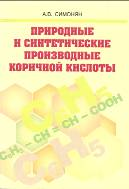 А.В. СИМОНЯН
ПРИРОДНЫЕ
И СИНТЕТИЧЕСКИЕ
ПРОИЗВОДНЫЕ
КОРИЧНОЙ КИСЛОТЫ
C₆H₅ – CH = CH – COOH